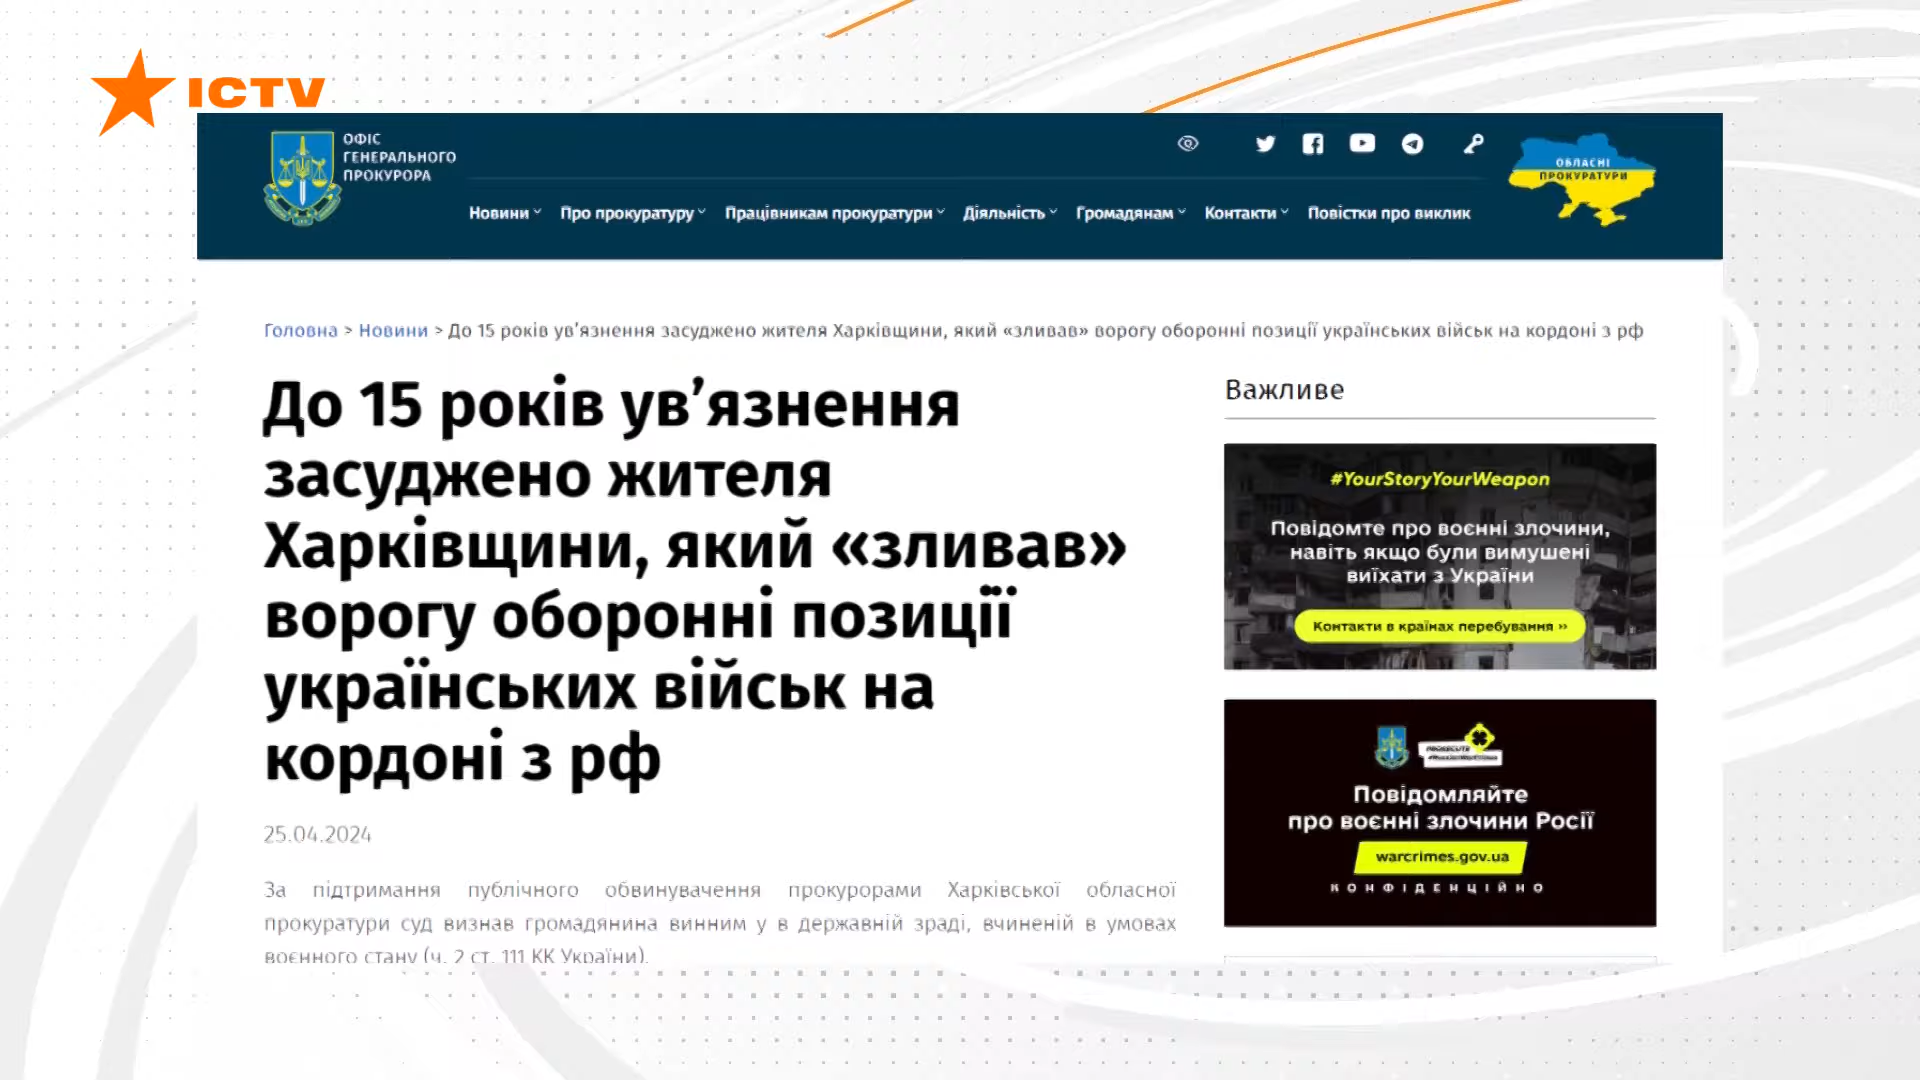 ICTV
ОФІС
ГЕНЕРАЛЬНОГО
ПРОКУРОРА
ОБЛАСНІ
ПРОКУРАТУРИ
Новини Про прокуратуру Працівникам прокуратури Діяльність Громадянам Контакти Повістки про виклик
Головна > Новини > До 15 років ув’язнення засуджено жителя Харківщини, який «зливав» ворогу оборонні позиції українських військ на кордоні з рф
До 15 років ув’язнення
засуджено жителя
Харківщини, який «зливав»
ворогу оборонні позиції
українських військ на
кордоні з рф
25.04.2024
За підтримання публічного обвинувачення прокурорами Харківської обласної
прокуратури суд визнав громадянина винним у в державній зраді, вчиненій в умовах
воєнного стану (ч. 2 ст. 111 КК України).
Важливе
#YourStoryYourWeapon
Повідомте про воєнні злочини,
навіть якщо були вимушені
виїхати з України
Контакти в країнах перебування ››
Повідомляйте
про воєнні злочини Росії
warcrimes.gov.ua
КОНФІДЕНЦІЙНО